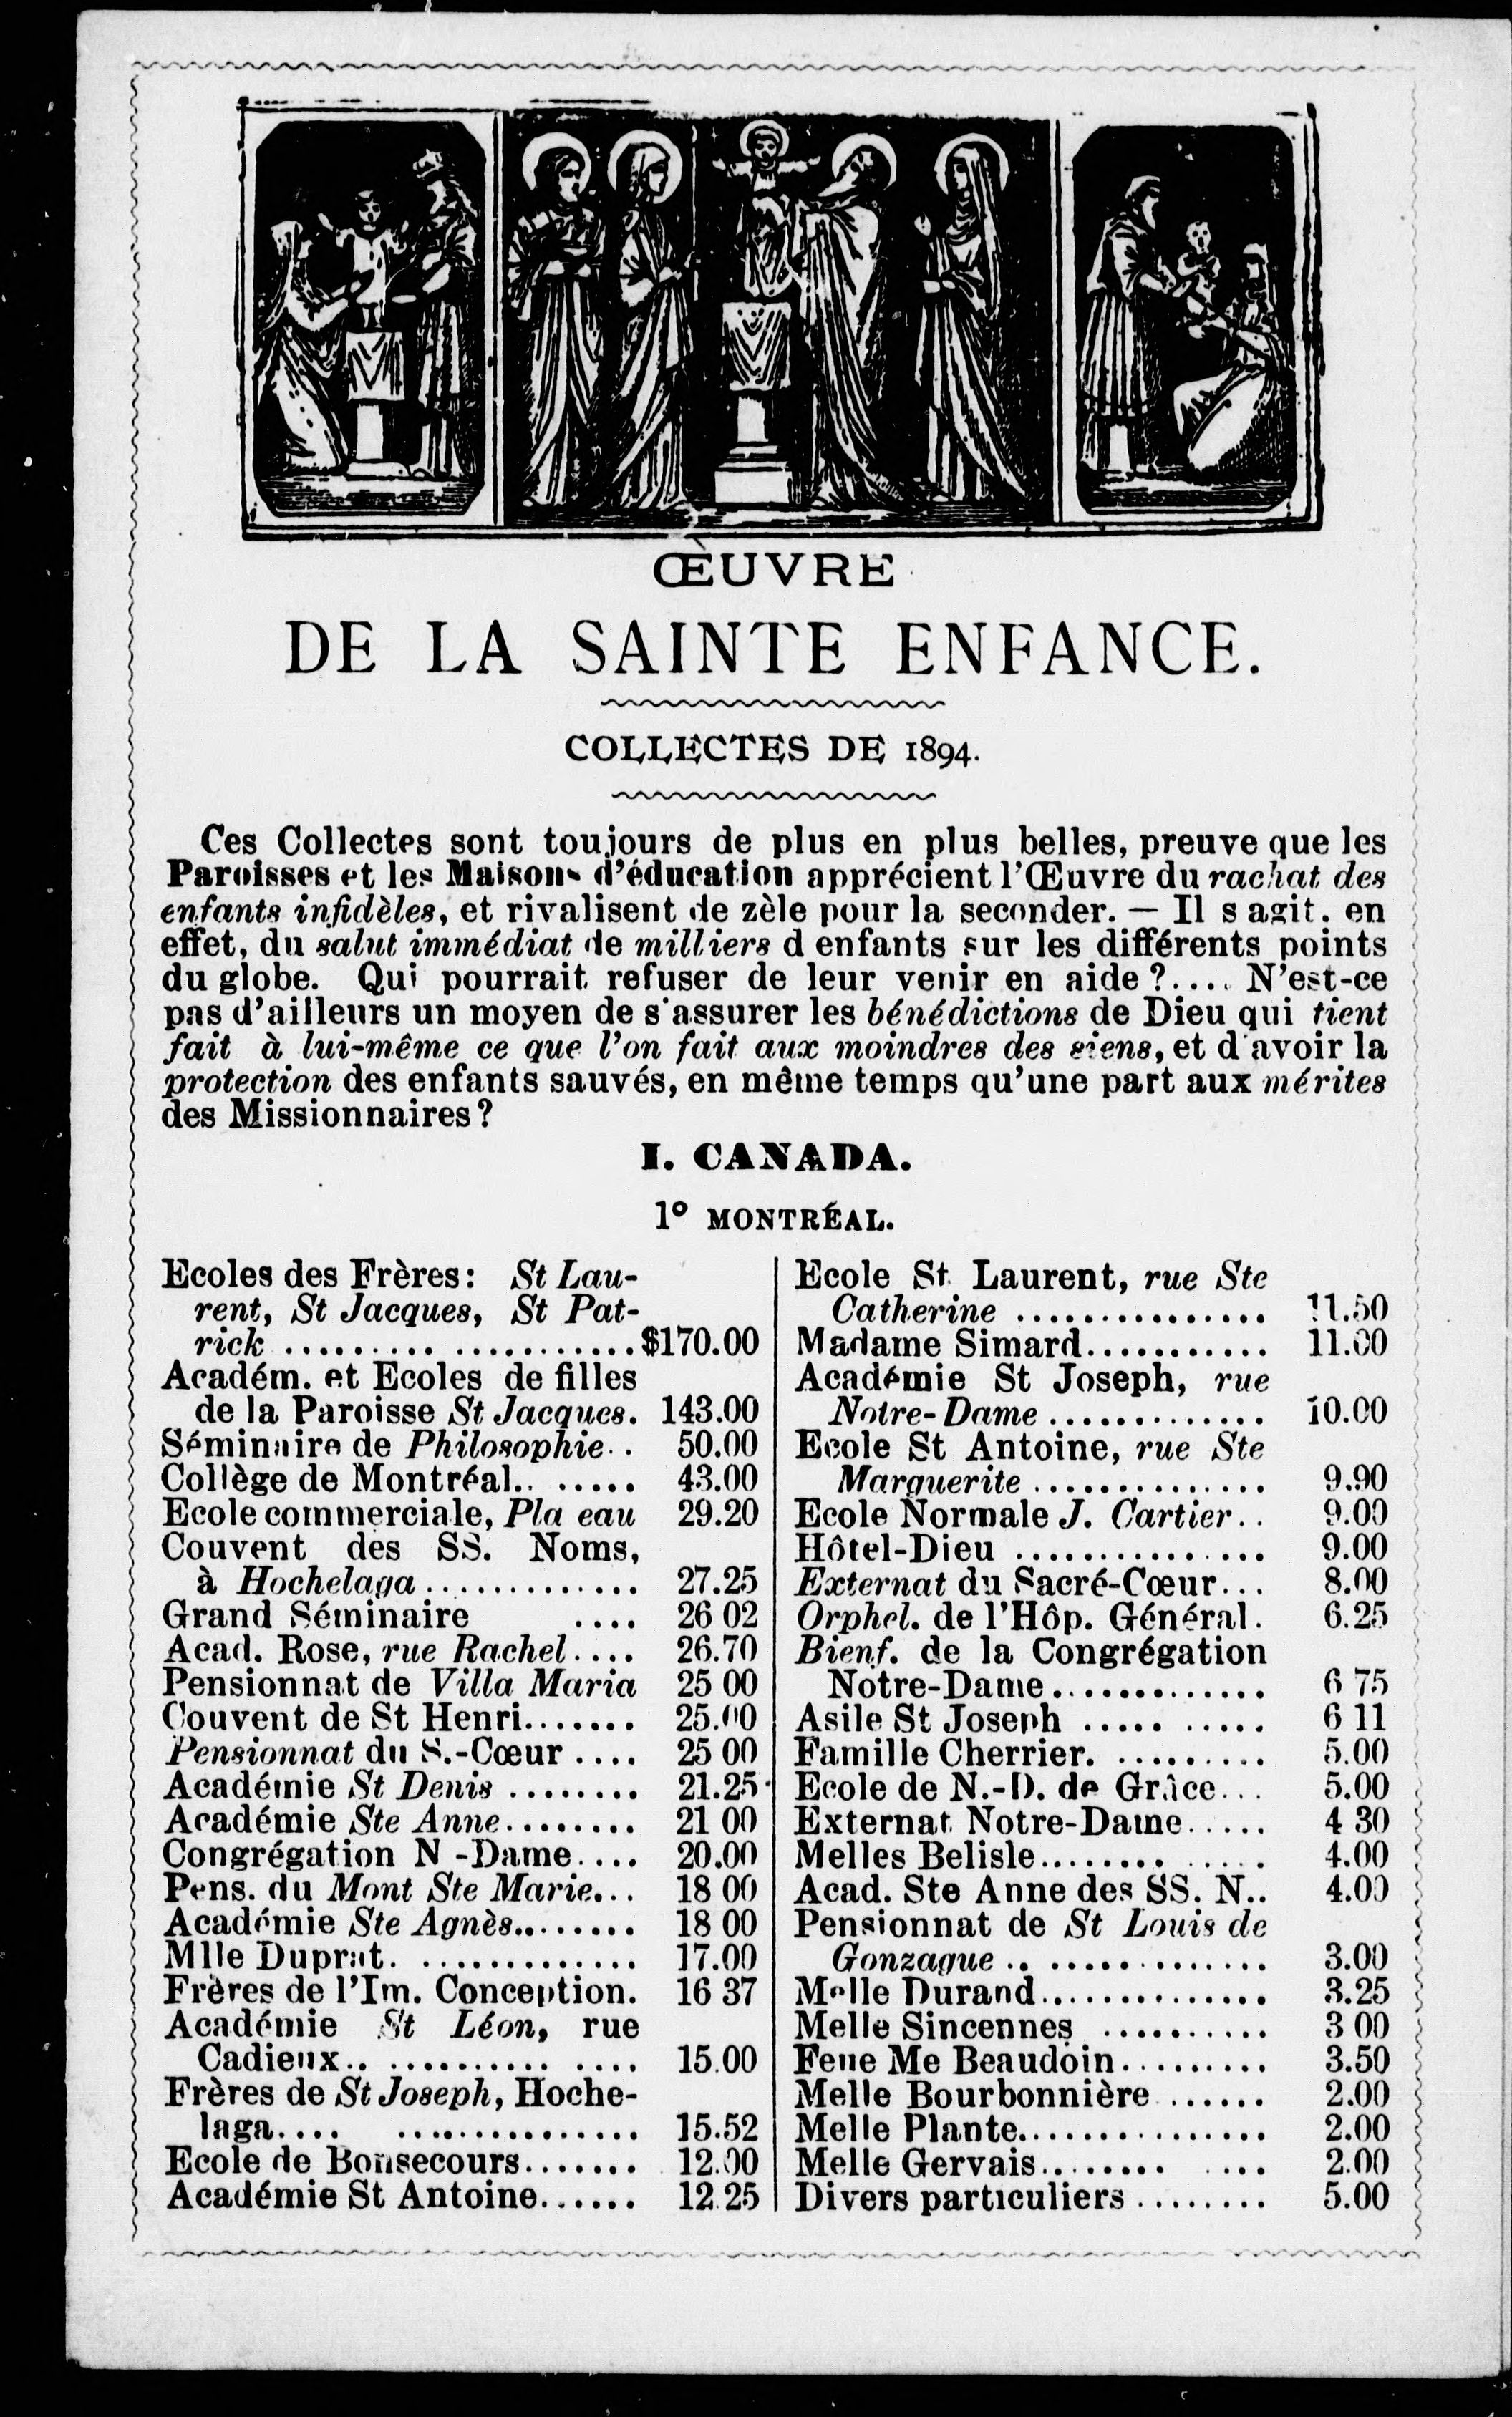 ŒUVRE
DE LA SAINTE ENFANCE.
COLLECTES DE 1894.
Ces Collectes sont toujours de plus en plus belles, preuve que les
Paroisses et les Maisons d'éducation apprécient l'Œuvre du rachat des
enfants infidèles, et rivalisent de zèle pour la seconder. — Il s agit. en
effet, du salut immédiat de milliers d enfants sur les différents points
du globe. Qui pourrait refuser de leur venir en aide ?.... N'est-ce
pas d'ailleurs un moyen de s'assurer les bénédictions de Dieu qui tient
fait à lui-même ce que l'on fait aux moindres des siens, et d'avoir la
protection des enfants sauvés, en même temps qu'une part aux mérites
des Missionnaires ?
I. CANADA.
1º MONTRÉAL.
Ecoles des Frères: St Lau-
rent, St Jacques, St Pat-
rick .................... $170.00
Académ. et Ecoles de filles
de la Paroisse St Jacques. 143.00
Séminaire de Philosophie.. 50.00
Collège de Montréal....... 43.00
Ecole commerciale, Pla eau 29.20
Couvent des SS. Noms,
à Hochelaga ............. 27.25
Grand Séminaire .... 26 02
Acad. Rose, rue Rachel.... 26.70
Pensionnat de Villa Maria 25 00
Couvent de St Henri....... 25.00
Pensionnat du S.-Cœur .... 25 00
Académie St Denis ........ 21.25
Académie Ste Anne........ 21 00
Congrégation N -Dame.... 20.00
Pens. du Mont Ste Marie... 18 00
Académie Ste Agnès........ 18 00
Mlle Duprat. ............. 17.00
Frères de l'Im. Conception. 16 37
Académie St Léon, rue
Cadieux.. ........... .... 15.00
Frères de St Joseph, Hoche-
laga.... ............... 15.52
Ecole de Bonsecours....... 12.00
Académie St Antoine...... 12.25
Ecole St Laurent, rue Ste
Catherine ............... 11.50
Madame Simard........... 11.00
Académie St Joseph, rue
Notre-Dame ............. 10.00
Ecole St Antoine, rue Ste
Marguerite .............. 9.90
Ecole Normale J. Cartier.. 9.00
Hôtel-Dieu ............... 9.00
Externat du Sacré-Cœur... 8.00
Orphel. de l'Hôp. Général. 6.25
Bienf. de la Congrégation
Notre-Dame............. 6 75
Asile St Joseph ..... ..... 6 11
Famille Cherrier. ......... 5.00
Ecole de N.-D. de Grâce... 5.00
Externat Notre-Dame..... 4 30
Melles Belisle........ ..... 4.00
Acad. Ste Anne des SS. N.. 4.00
Pensionnat de St Louis de
Gonzague .. ............. 3.00
Melle Durand.............. 3.25
Melle Sincennes .......... 3 00
Feue Me Beaudoin......... 3.50
Melle Bourbonnière ...... 2.00
Melle Plante............... 2.00
Melle Gervais........ .... 2.00
Divers particuliers ........ 5.00